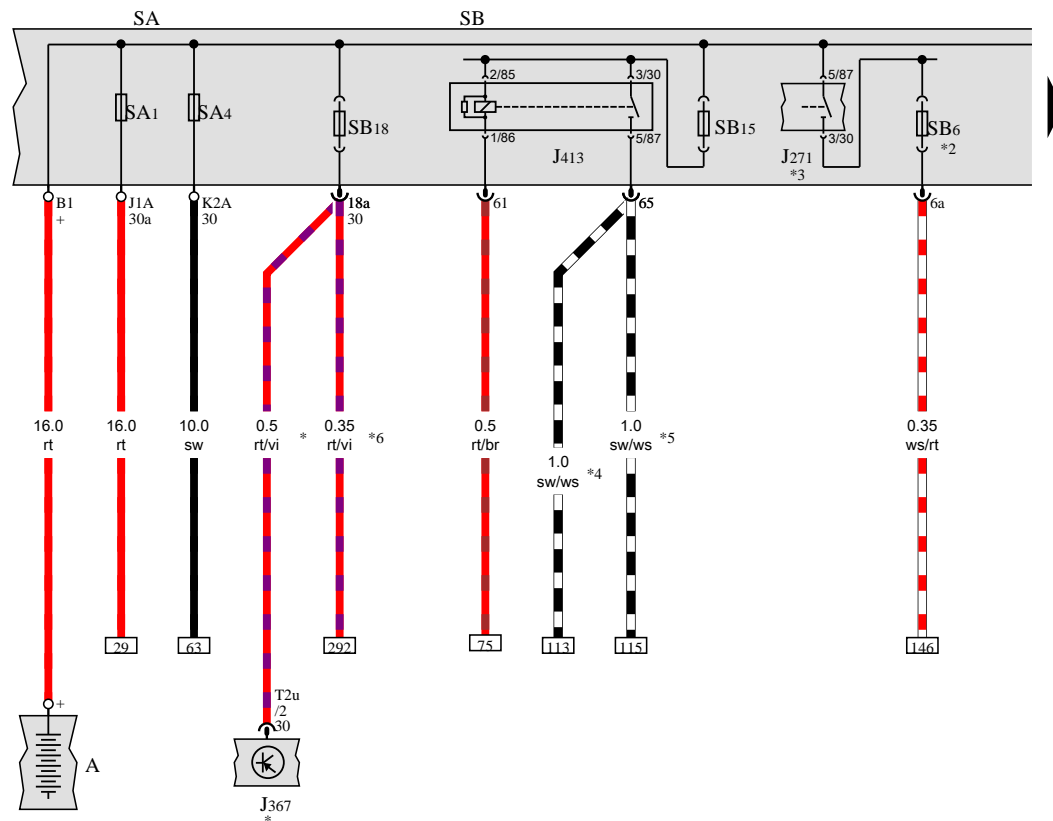 SA SB
2/85 3/30 5/87
SA1 SA4 SB18 SB15 SB6
*2
1/86 5/87 3/30
J413 J271
*3
B1 J1A K2A 18a 61 65 6a
+ 30a 30 30
16.0 16.0 10.0 0.5 0.35 0.5 1.0 0.35
rt rt sw rt/vi * rt/vi *6 rt/br sw/ws *5 ws/rt
1.0
sw/ws *4
29 63 292 75 113 115 146
T2u
+ /2
30
A
J367
*